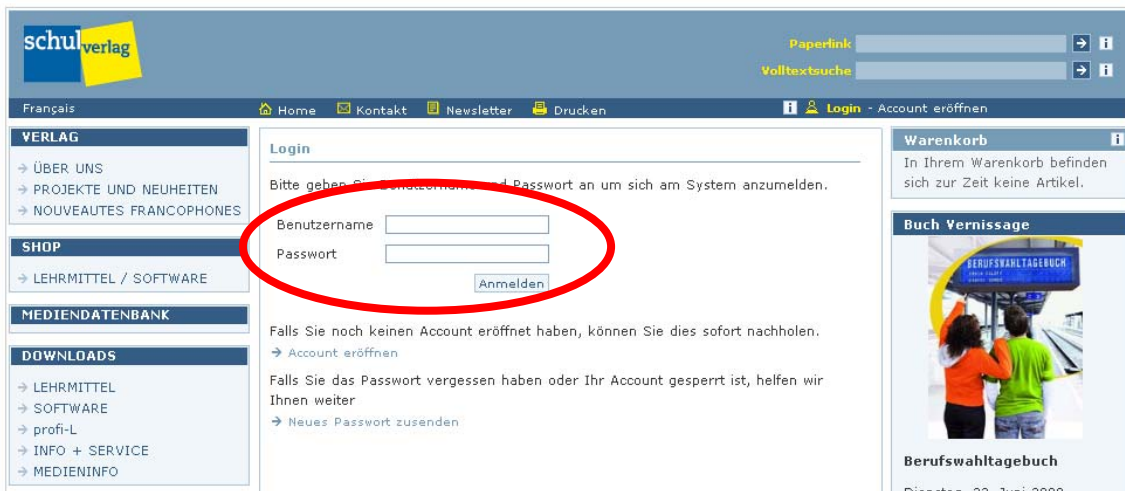 schul verlag
Paperlink
Volltextsuche
Français
Home Kontakt Newsletter Drucken
Login - Account eröffnen
VERLAG
ÜBER UNS
PROJEKTE UND NEUHEITEN
NOUVEAUTES FRANCOPHONES
SHOP
LEHRMITTEL / SOFTWARE
MEDIENDATENBANK
DOWNLOADS
LEHRMITTEL
SOFTWARE
profi-L
INFO + SERVICE
MEDIENINFO
Login
Bitte geben Sie Benutzername und Passwort an um sich am System anzumelden.
Benutzername
Passwort
Anmelden
Falls Sie noch keinen Account eröffnet haben, können Sie dies sofort nachholen.
Account eröffnen
Falls Sie das Passwort vergessen haben oder Ihr Account gesperrt ist, helfen wir
Ihnen weiter
Neues Passwort zusenden
Warenkorb
In Ihrem Warenkorb befinden
sich zur Zeit keine Artikel.
Buch Vernissage
BERUFSWAHLTAGEBUCH
Berufswahltagebuch
Dienstag, 23. Juni 2009